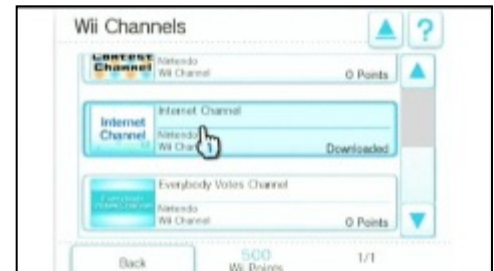 Wii Channels
?
Contest
Channel
Nintendo
Wii Channel
0 Points
Internet
Channel
Internet Channel
Nintendo
Wii Channel
1
Downloaded
Everybody Votes Channel
Nintendo
Wii Channel
0 Points
Back
500
Wii Points
1/1